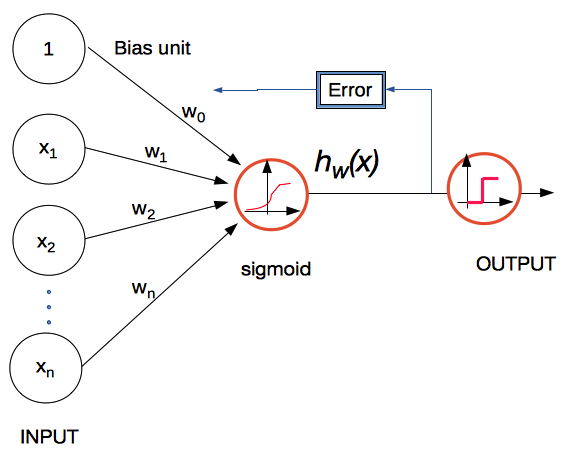 1
Bias unit
Error
w0
x1
w1
hw(x)
w2
x2
sigmoid
OUTPUT
wn
xn
INPUT